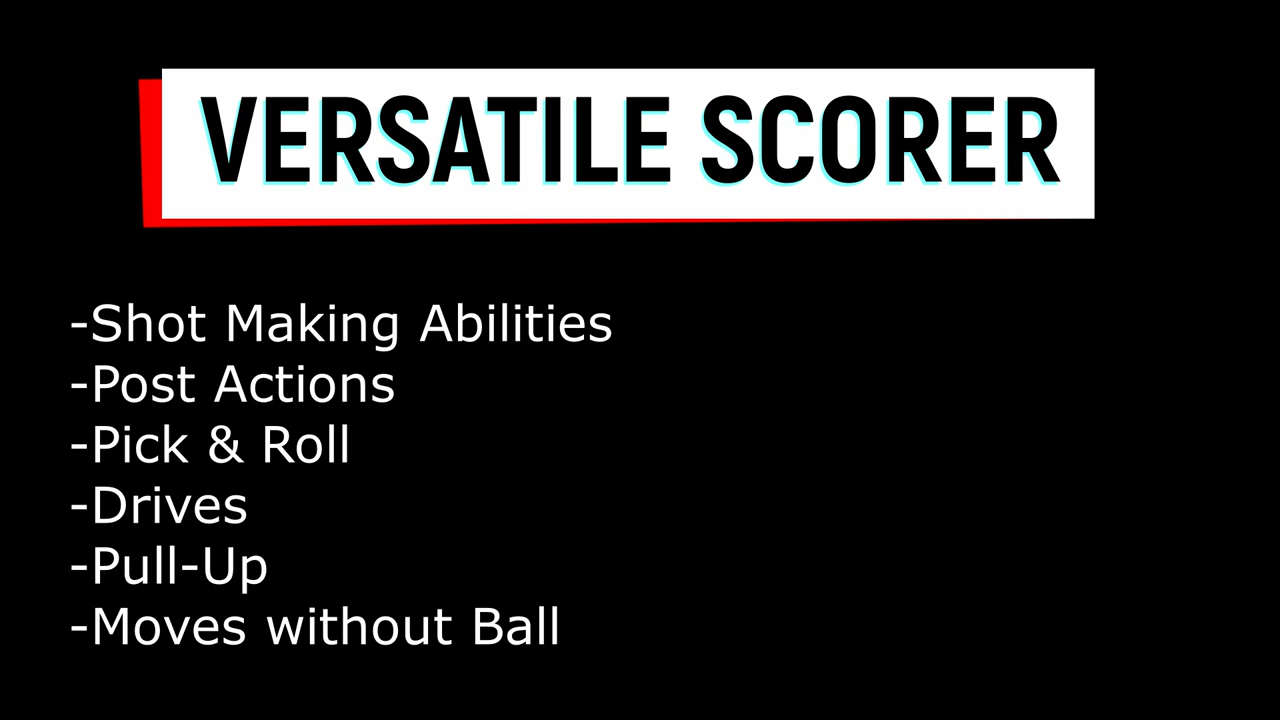 VERSATILE SCORER
-Shot Making Abilities
-Post Actions
-Pick & Roll
-Drives
-Pull-Up
-Moves without Ball